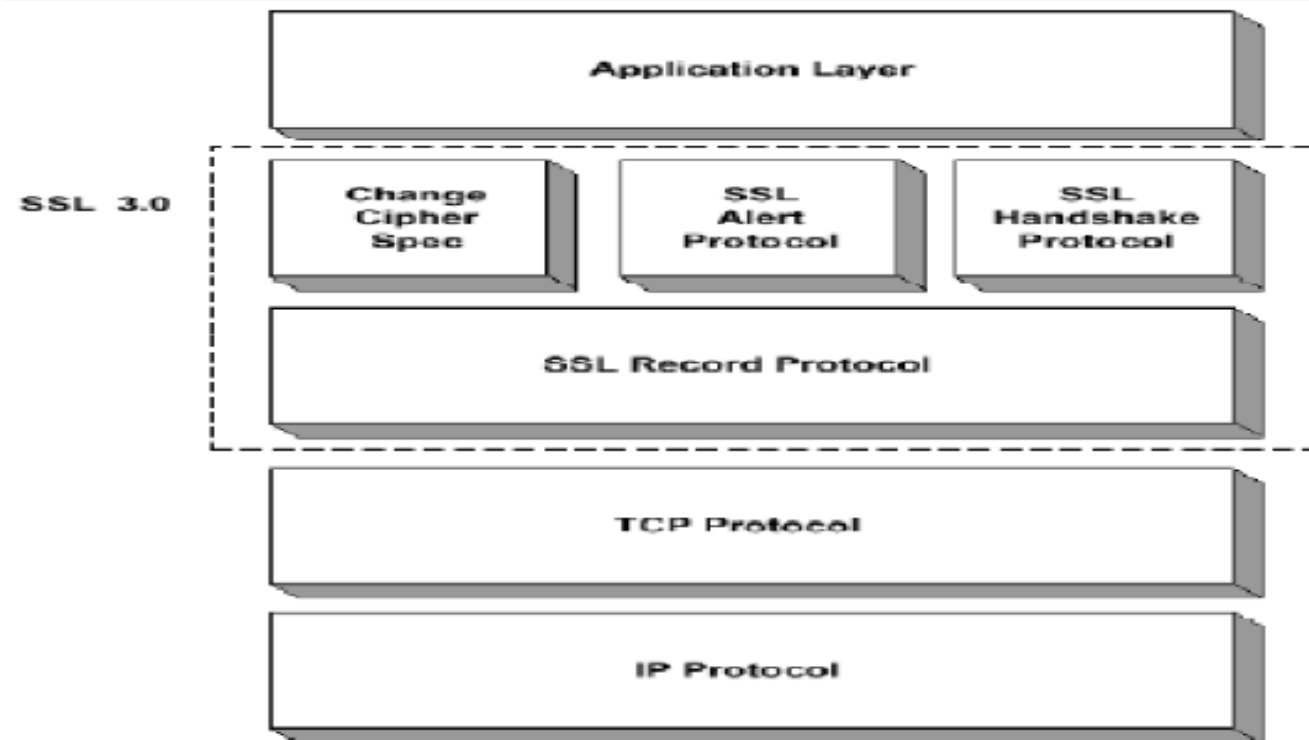 Application Layer
SSL 3.0
Change
Cipher
Spec
SSL
Alert
Protocol
SSL
Handshake
Protocol
SSL Record Protocol
TCP Protocol
IP Protocol